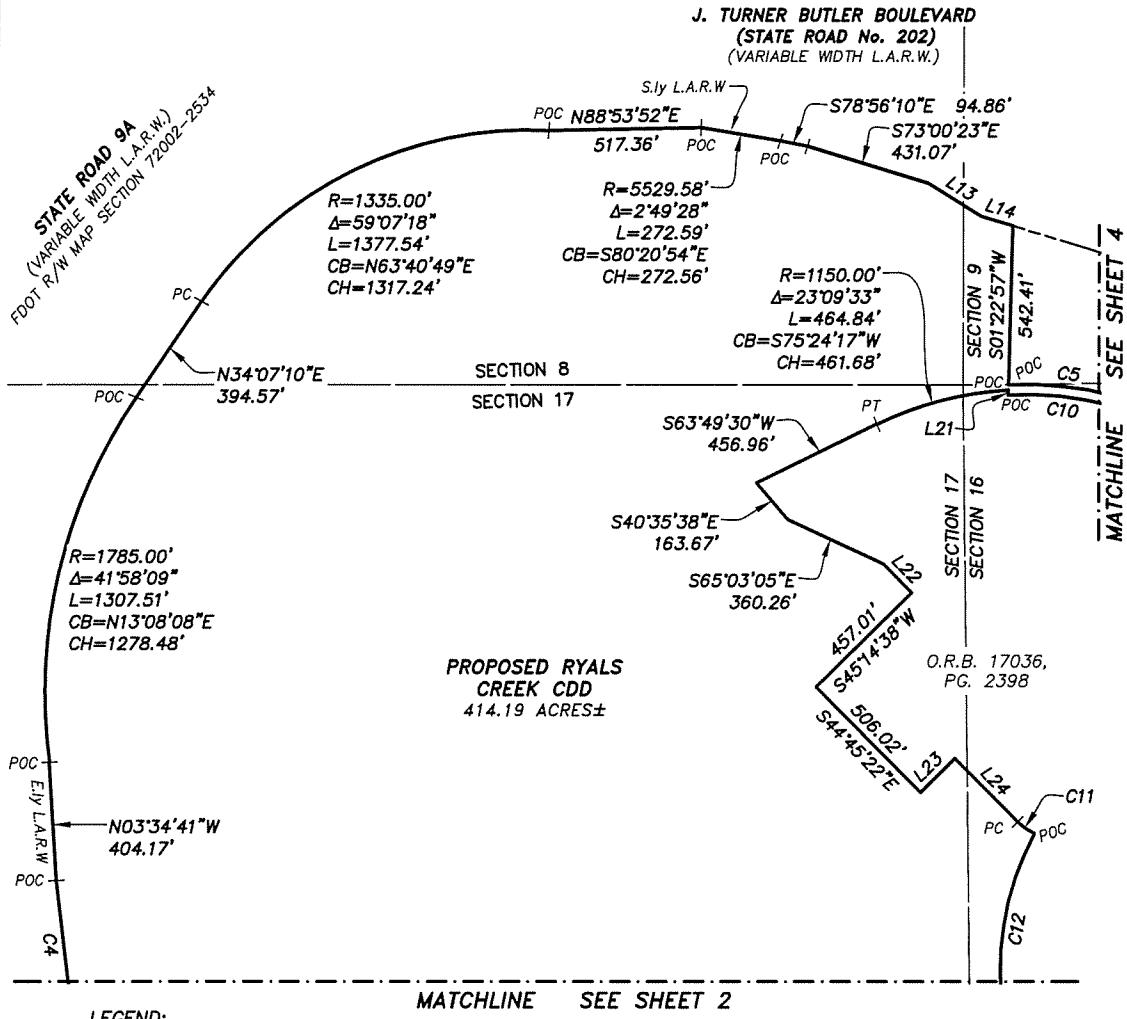 J. TURNER BUTLER BOULEVARD
(STATE ROAD No. 202)
(VARIABLE WIDTH L.A.R.W.)
STATE ROAD 9A
(VARIABLE WIDTH L.A.R.W.)
FDOT R/W MAP SECTION 72002-2534
S.ly L.A.R.W
POC
N88°53'52"E
517.36'
POC
POC
S78°56'10"E 94.86'
S73°00'23"E
431.07'
L13
L14
R=1335.00'
Δ=59°07'18"
L=1377.54'
CB=N63°40'49"E
CH=1317.24'
R=5529.58'
Δ=2°49'28"
L=272.59'
CB=S80°20'54"E
CH=272.56'
R=1150.00'
Δ=23°09'33"
L=464.84'
CB=S75°24'17"W
CH=461.68'
SECTION 9
S01°22'57"W
542.41'
MATCHLINE SEE SHEET 4
PC
N34°07'10"E
394.57'
POC
SECTION 8
SECTION 17
POC
POC
C5
POC
C10
L21
PT
S63°49'30"W
456.96'
S40°35'38"E
163.67'
S65°03'05"E
360.26'
L22
SECTION 17
SECTION 16
R=1785.00'
Δ=41°58'09"
L=1307.51'
CB=N13°08'08"E
CH=1278.48'
457.01'
S45°14'38"W
O.R.B. 17036,
PG. 2398
PROPOSED RYALS
CREEK CDD
414.19 ACRES±
506.02'
S44°45'22"E
L23
L24
C11
PC
POC
POC
E.ly L.A.R.W
N03°34'41"W
404.17'
POC
C4
C12
MATCHLINE SEE SHEET 2
LEGEND: